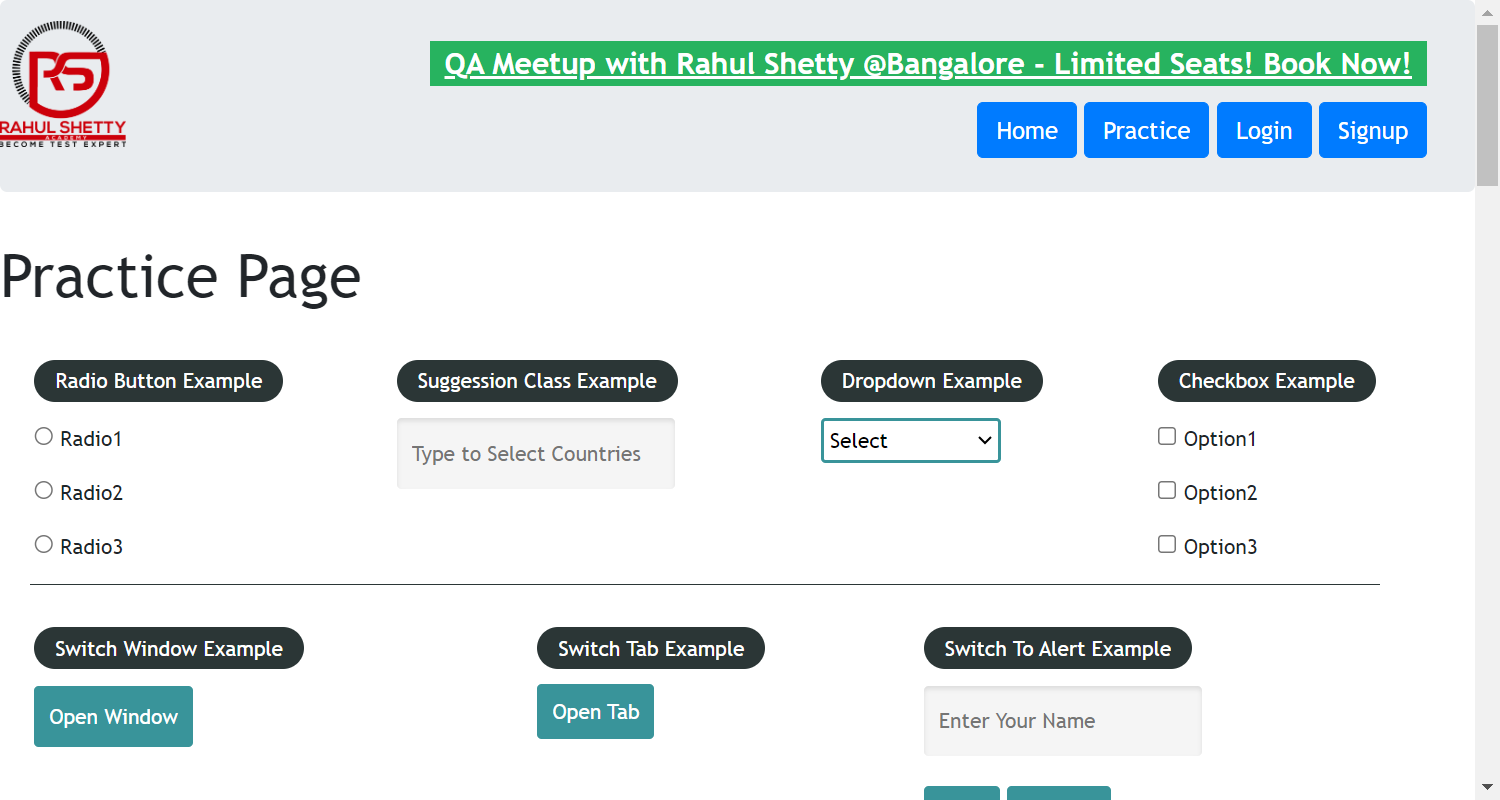 RS
RAHUL SHETTY
ACADEMY
BECOME TEST EXPERT
QA Meetup with Rahul Shetty @Bangalore - Limited Seats! Book Now!
Home Practice Login Signup
Practice Page
Radio Button Example Suggession Class Example Dropdown Example Checkbox Example
Radio1 Type to Select Countries Select Option1
Radio2 Option2
Radio3 Option3
Switch Window Example Switch Tab Example Switch To Alert Example
Open Window Open Tab Enter Your Name